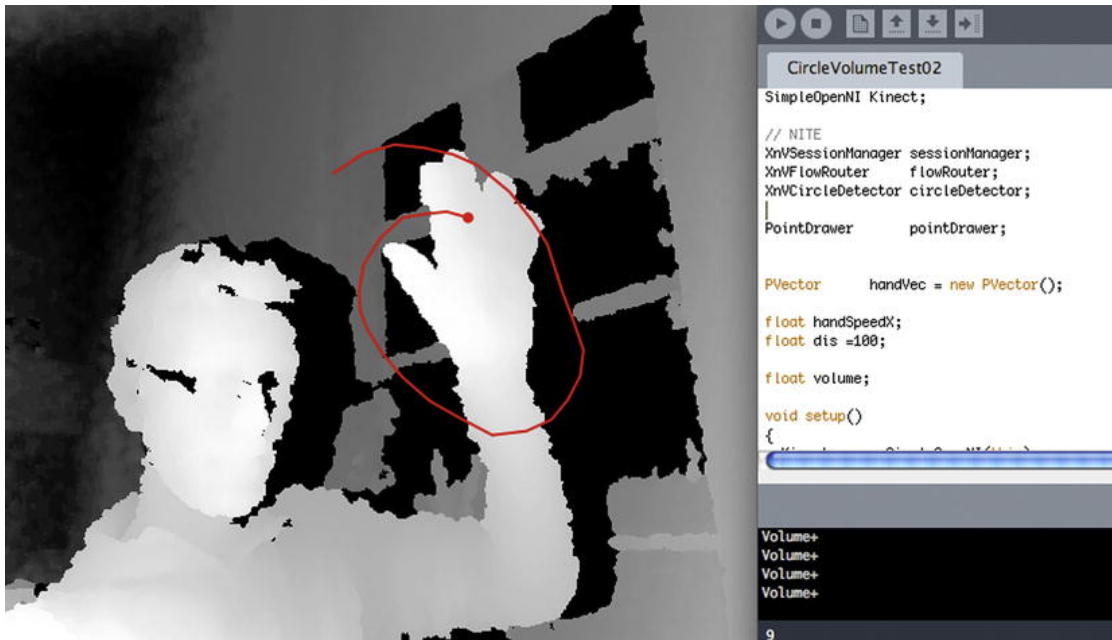 CircleVolumeTest02
SimpleOpenNI Kinect;
// NITE
XnVSessionManager sessionManager;
XnVFlowRouter flowRouter;
XnVCircleDetector circleDetector;
PointDrawer pointDrawer;
PVector handVec = new PVector();
float handSpeedX;
float dis =100;
float volume;
void setup()
{
Volume+
Volume+
Volume+
Volume+
9